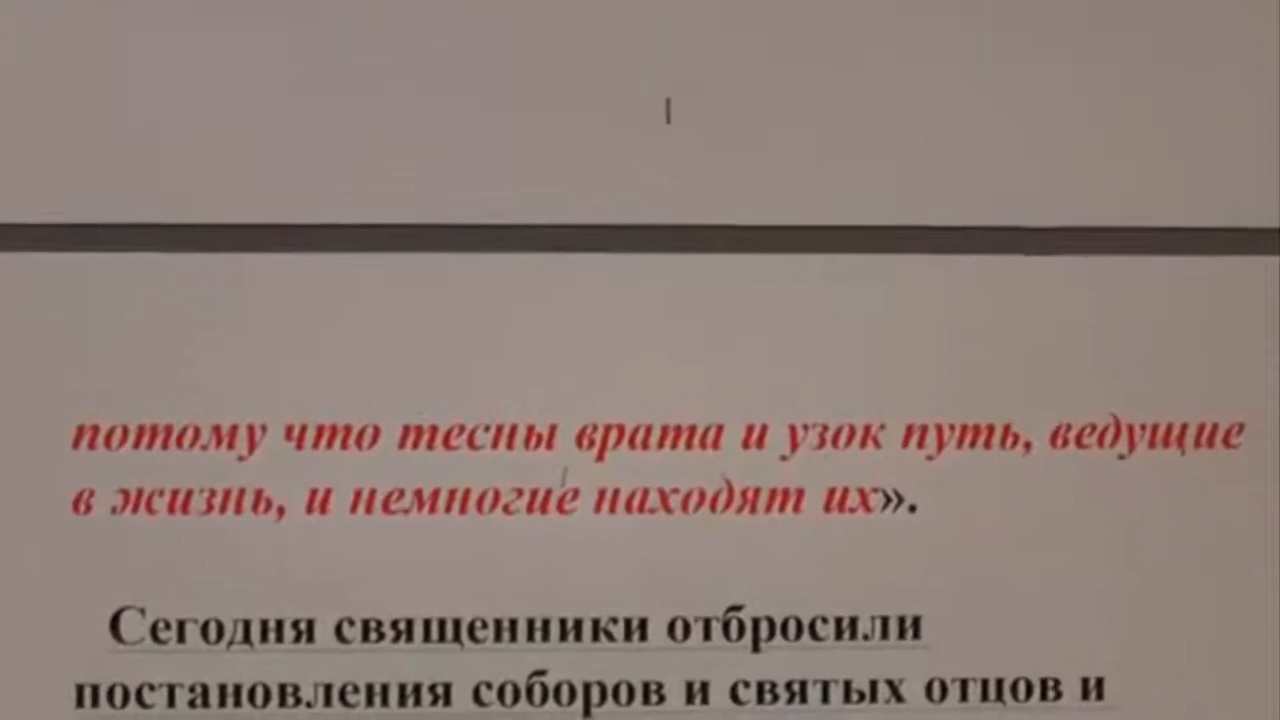 потому что тесны врата и узок путь, ведущие
в жизнь, и немногие находят их».
Сегодня священники отбросили
постановления соборов и святых отцов и